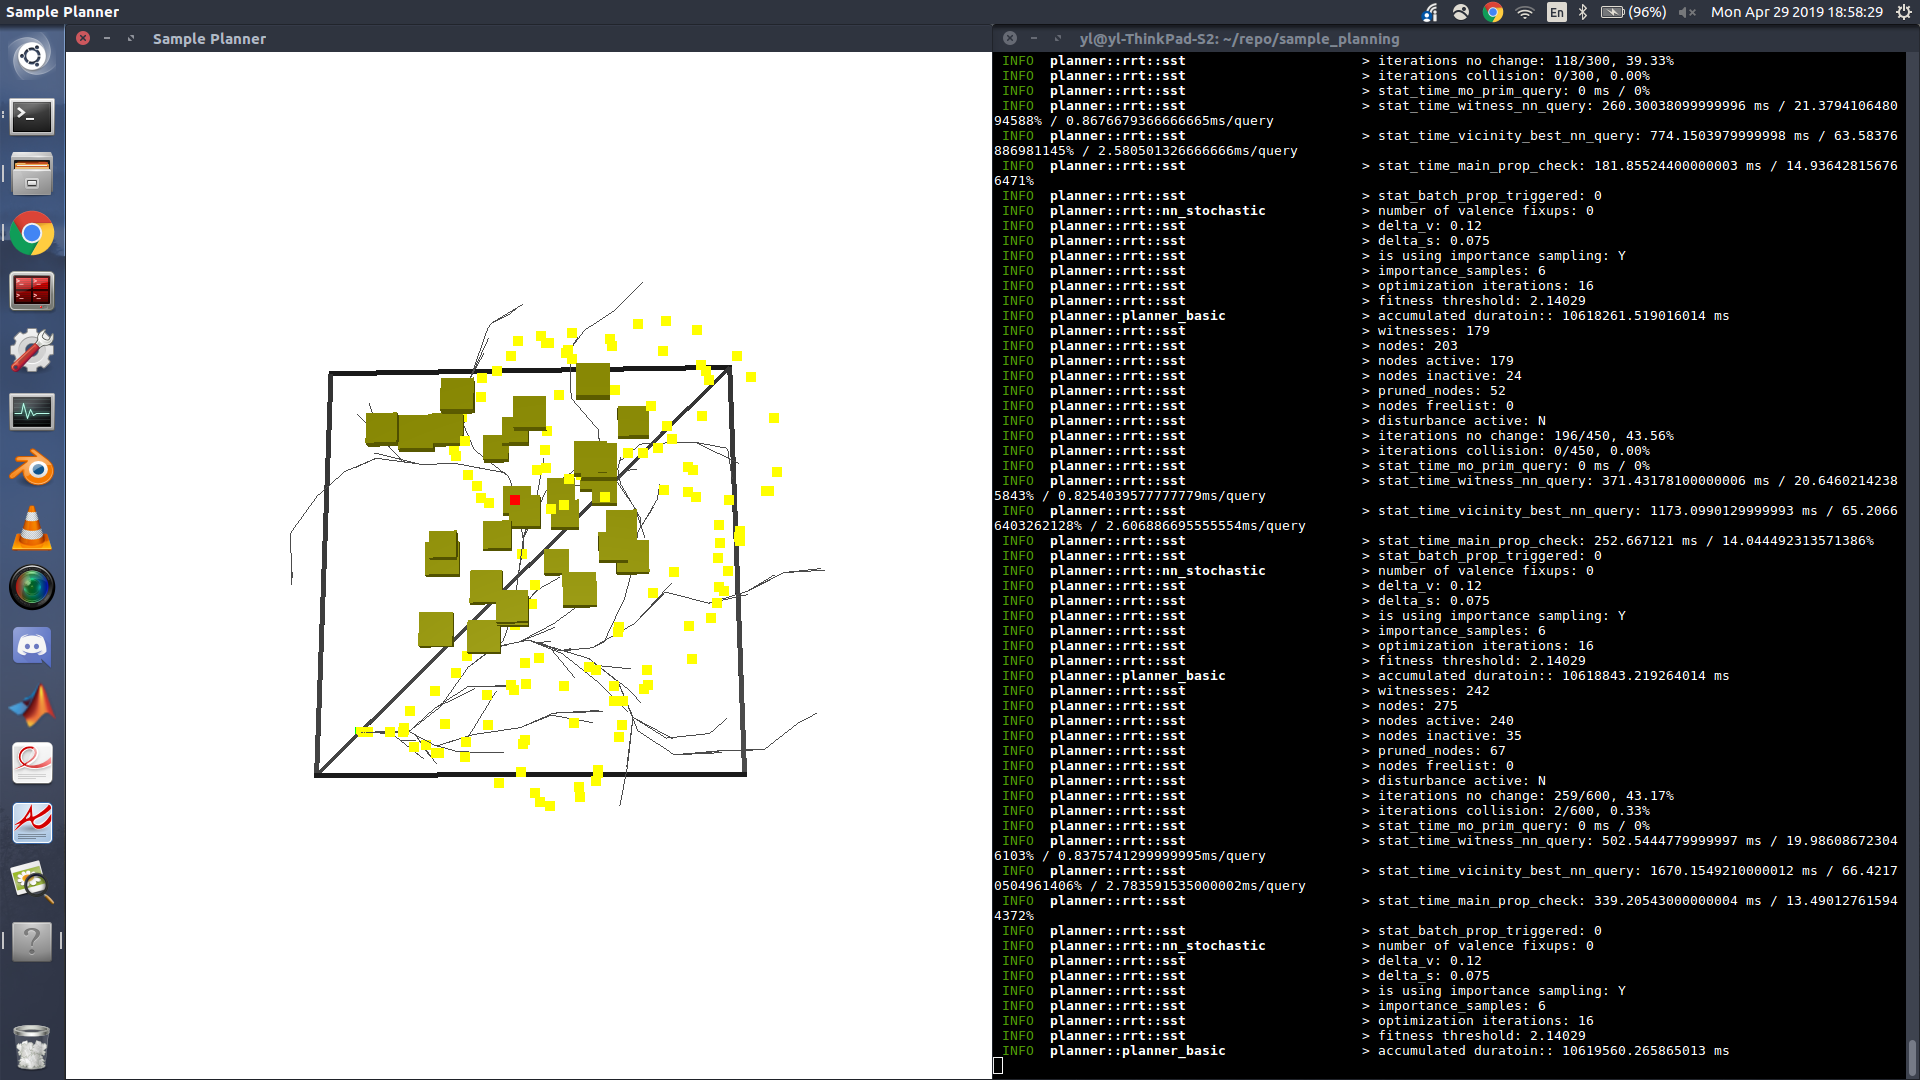 Sample Planner
En
(96%)
Mon Apr 29 2019 18:58:29
Sample Planner
yl@yl-ThinkPad-S2: ~/repo/sample_planning
INFO planner::rrt::sst > iterations no change: 118/300, 39.33%
INFO planner::rrt::sst > iterations collision: 0/300, 0.00%
INFO planner::rrt::sst > stat_time_mo_prim_query: 0 ms / 0%
INFO planner::rrt::sst > stat_time_witness_nn_query: 260.30038099999996 ms / 21.3794106480
94588% / 0.8676679366666665ms/query
INFO planner::rrt::sst > stat_time_vicinity_best_nn_query: 774.1503979999998 ms / 63.58376
886981145% / 2.580501326666666ms/query
INFO planner::rrt::sst > stat_time_main_prop_check: 181.85524400000003 ms / 14.93642815676
6471%
INFO planner::rrt::sst > stat_batch_prop_triggered: 0
INFO planner::rrt::nn_stochastic > number of valence fixups: 0
INFO planner::rrt::sst > delta_v: 0.12
INFO planner::rrt::sst > delta_s: 0.075
INFO planner::rrt::sst > is using importance sampling: Y
INFO planner::rrt::sst > importance_samples: 6
INFO planner::rrt::sst > optimization iterations: 16
INFO planner::rrt::sst > fitness threshold: 2.14029
INFO planner::planner_basic > accumulated duratoin:: 10618261.519016014 ms
INFO planner::rrt::sst > witnesses: 179
INFO planner::rrt::sst > nodes: 203
INFO planner::rrt::sst > nodes active: 179
INFO planner::rrt::sst > nodes inactive: 24
INFO planner::rrt::sst > pruned_nodes: 52
INFO planner::rrt::sst > nodes freelist: 0
INFO planner::rrt::sst > disturbance active: N
INFO planner::rrt::sst > iterations no change: 196/450, 43.56%
INFO planner::rrt::sst > iterations collision: 0/450, 0.00%
INFO planner::rrt::sst > stat_time_mo_prim_query: 0 ms / 0%
INFO planner::rrt::sst > stat_time_witness_nn_query: 371.43178100000006 ms / 20.6460214238
5843% / 0.8254039577777779ms/query
INFO planner::rrt::sst > stat_time_vicinity_best_nn_query: 1173.0990129999993 ms / 65.2066
6403262128% / 2.606886695555554ms/query
INFO planner::rrt::sst > stat_time_main_prop_check: 252.667121 ms / 14.044492313571386%
INFO planner::rrt::sst > stat_batch_prop_triggered: 0
INFO planner::rrt::nn_stochastic > number of valence fixups: 0
INFO planner::rrt::sst > delta_v: 0.12
INFO planner::rrt::sst > delta_s: 0.075
INFO planner::rrt::sst > is using importance sampling: Y
INFO planner::rrt::sst > importance_samples: 6
INFO planner::rrt::sst > optimization iterations: 16
INFO planner::rrt::sst > fitness threshold: 2.14029
INFO planner::planner_basic > accumulated duratoin:: 10618843.219264014 ms
INFO planner::rrt::sst > witnesses: 242
INFO planner::rrt::sst > nodes: 275
INFO planner::rrt::sst > nodes active: 240
INFO planner::rrt::sst > nodes inactive: 35
INFO planner::rrt::sst > pruned_nodes: 67
INFO planner::rrt::sst > nodes freelist: 0
INFO planner::rrt::sst > disturbance active: N
INFO planner::rrt::sst > iterations no change: 259/600, 43.17%
INFO planner::rrt::sst > iterations collision: 2/600, 0.33%
INFO planner::rrt::sst > stat_time_mo_prim_query: 0 ms / 0%
INFO planner::rrt::sst > stat_time_witness_nn_query: 502.5444779999997 ms / 19.98608672304
6103% / 0.8375741299999995ms/query
INFO planner::rrt::sst > stat_time_vicinity_best_nn_query: 1670.1549210000012 ms / 66.4217
0504961406% / 2.783591535000002ms/query
INFO planner::rrt::sst > stat_time_main_prop_check: 339.20543000000004 ms / 13.49012761594
4372%
INFO planner::rrt::sst > stat_batch_prop_triggered: 0
INFO planner::rrt::nn_stochastic > number of valence fixups: 0
INFO planner::rrt::sst > delta_v: 0.12
INFO planner::rrt::sst > delta_s: 0.075
INFO planner::rrt::sst > is using importance sampling: Y
INFO planner::rrt::sst > importance_samples: 6
INFO planner::rrt::sst > optimization iterations: 16
INFO planner::rrt::sst > fitness threshold: 2.14029
INFO planner::planner_basic > accumulated duratoin:: 10619560.265865013 ms